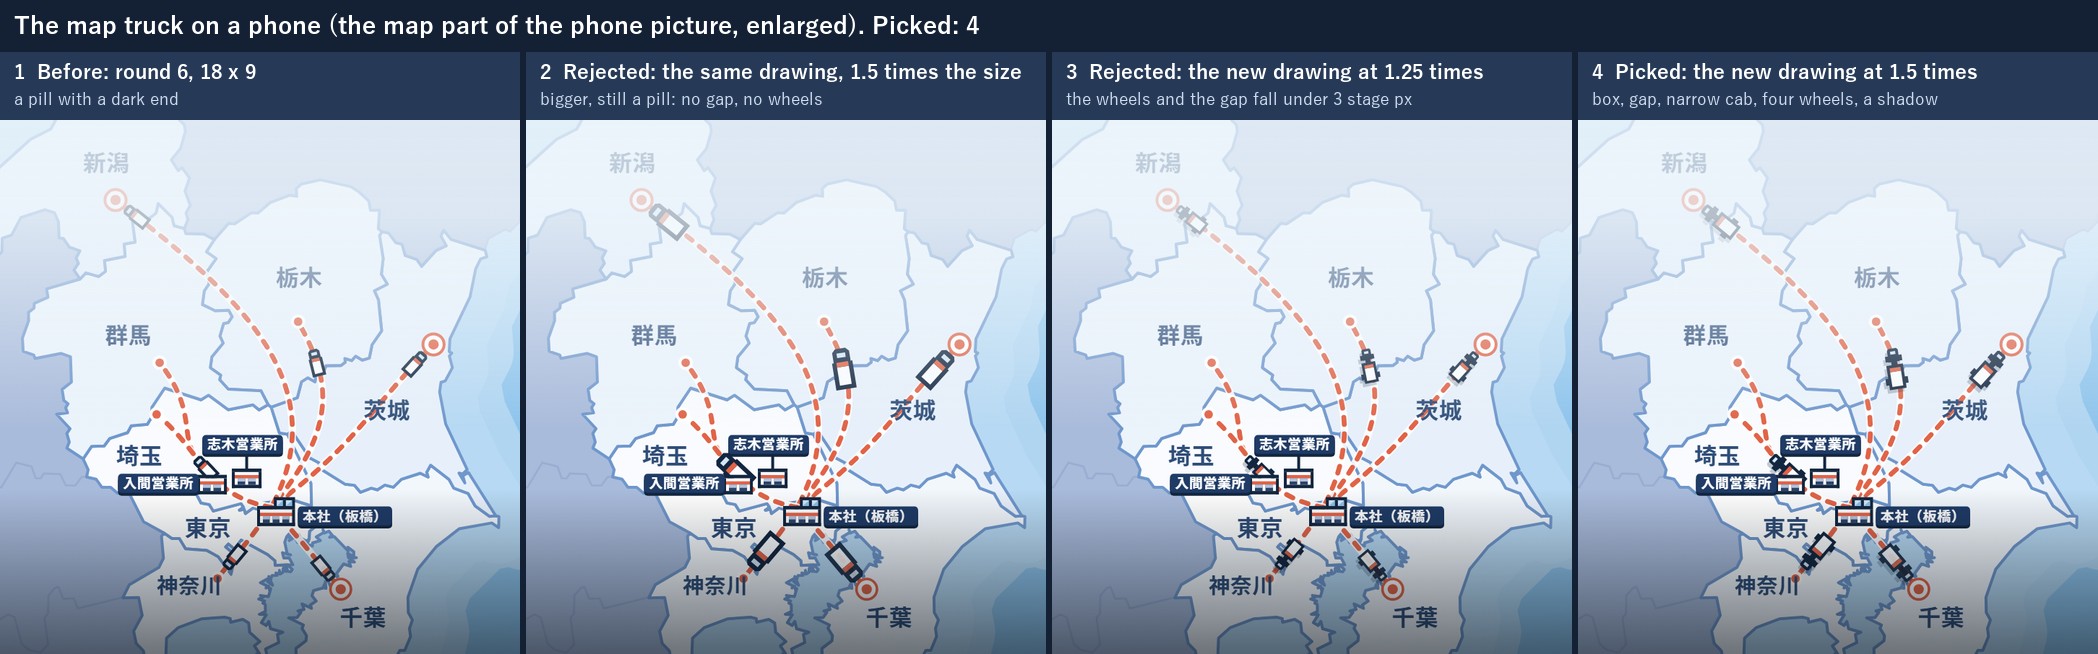 The map truck on a phone (the map part of the phone picture, enlarged). Picked: 4
1 Before: round 6, 18 x 9
a pill with a dark end
新潟
栃木
群馬
茨城
志木営業所
埼玉
入間営業所
本社（板橋）
東京
神奈川
千葉
2 Rejected: the same drawing, 1.5 times the size
bigger, still a pill: no gap, no wheels
新潟
栃木
群馬
茨城
志木営業所
埼玉
入間営業所
本社（板橋）
東京
神奈川
千葉
3 Rejected: the new drawing at 1.25 times
the wheels and the gap fall under 3 stage px
新潟
栃木
群馬
茨城
志木営業所
埼玉
入間営業所
本社（板橋）
東京
神奈川
千葉
4 Picked: the new drawing at 1.5 times
box, gap, narrow cab, four wheels, a shadow
新潟
栃木
群馬
茨城
志木営業所
埼玉
入間営業所
本社（板橋）
東京
神奈川
千葉